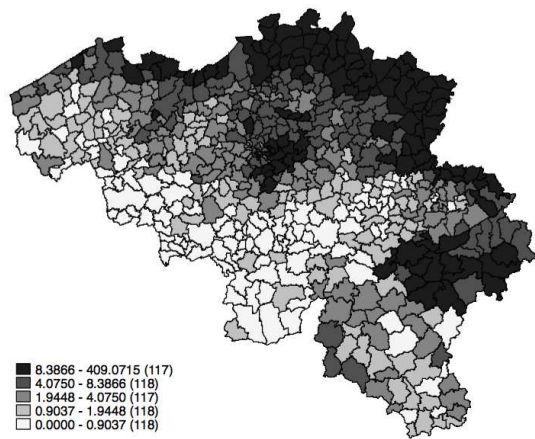 8.3866 - 409.0715 (117)
4.0750 - 8.3866 (118)
1.9448 - 4.0750 (117)
0.9037 - 1.9448 (118)
0.0000 - 0.9037 (118)